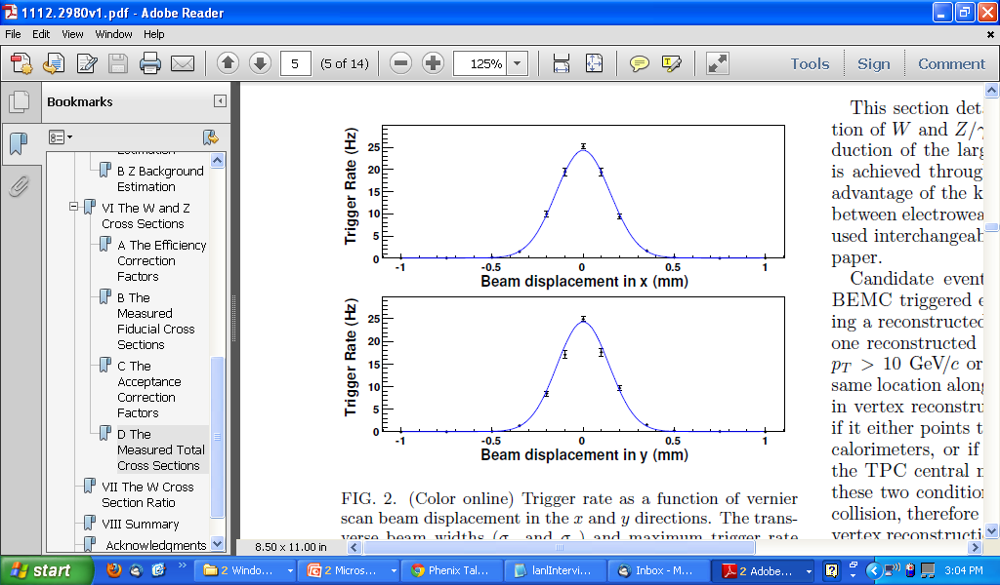 1112.2980v1.pdf - Adobe Reader
File Edit View Window Help
5 (5 of 14) 125% Tools Sign Comment
Bookmarks
Estimation
B Z Background
Estimation
VI The W and Z
Cross Sections
A The Efficiency
Correction
Factors
B The
Measured
Fiducial Cross
Sections
C The
Acceptance
Correction
Factors
D The
Measured Total
Cross Sections
VII The W Cross
Section Ratio
VIII Summary
Acknowledgments
Trigger Rate (Hz)
25
20
15
10
5
0
-1 -0.5 0 0.5 1
Beam displacement in x (mm)
Trigger Rate (Hz)
25
20
15
10
5
0
-1 -0.5 0 0.5 1
Beam displacement in y (mm)
FIG. 2. (Color online) Trigger rate as a function of vernier
scan beam displacement in the x and y directions. The trans-
verse beam widths (σ and σ ) and maximum trigger rate
This section det
tion of W and Z/γ
duction of the larg
is achieved throug
advantage of the k
between electrowea
used interchangeab
paper.
Candidate event
BEMC triggered e
ing a reconstructed
one reconstructed
pT > 10 GeV/c or
same location along
in vertex reconstru
if it either points t
calorimeters, or if
the TPC central m
these two condition
collision, therefore
vertex reconstructi
8.50 x 11.00 in
start
2 Windo...
2 Micros...
Phenix Tal...
IanIIntervi...
Inbox - M...
2 Adobe...
3:04 PM